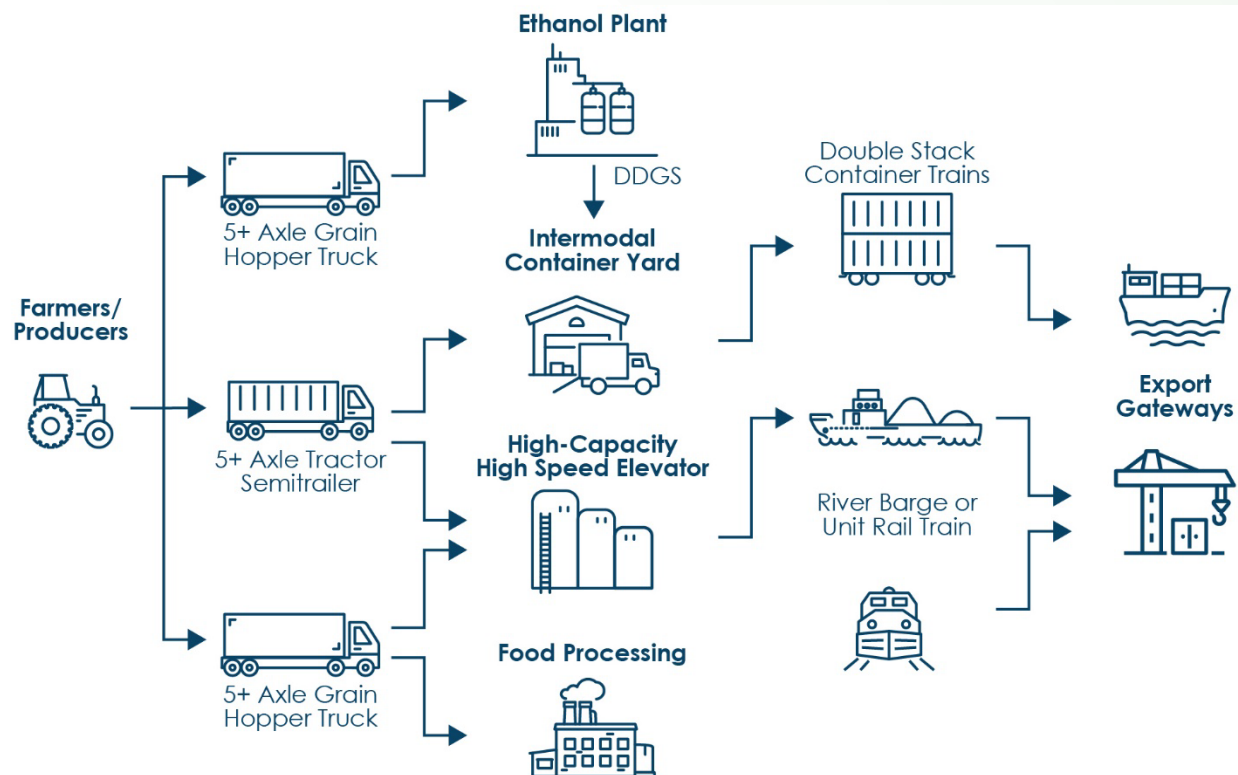 Ethanol Plant
5+ Axle Grain
Hopper Truck
DDGS
Double Stack
Container Trains
Intermodal
Container Yard
Farmers/
Producers
5+ Axle Tractor
Semitrailer
High-Capacity
High Speed Elevator
Export
Gateways
River Barge or
Unit Rail Train
5+ Axle Grain
Hopper Truck
Food Processing